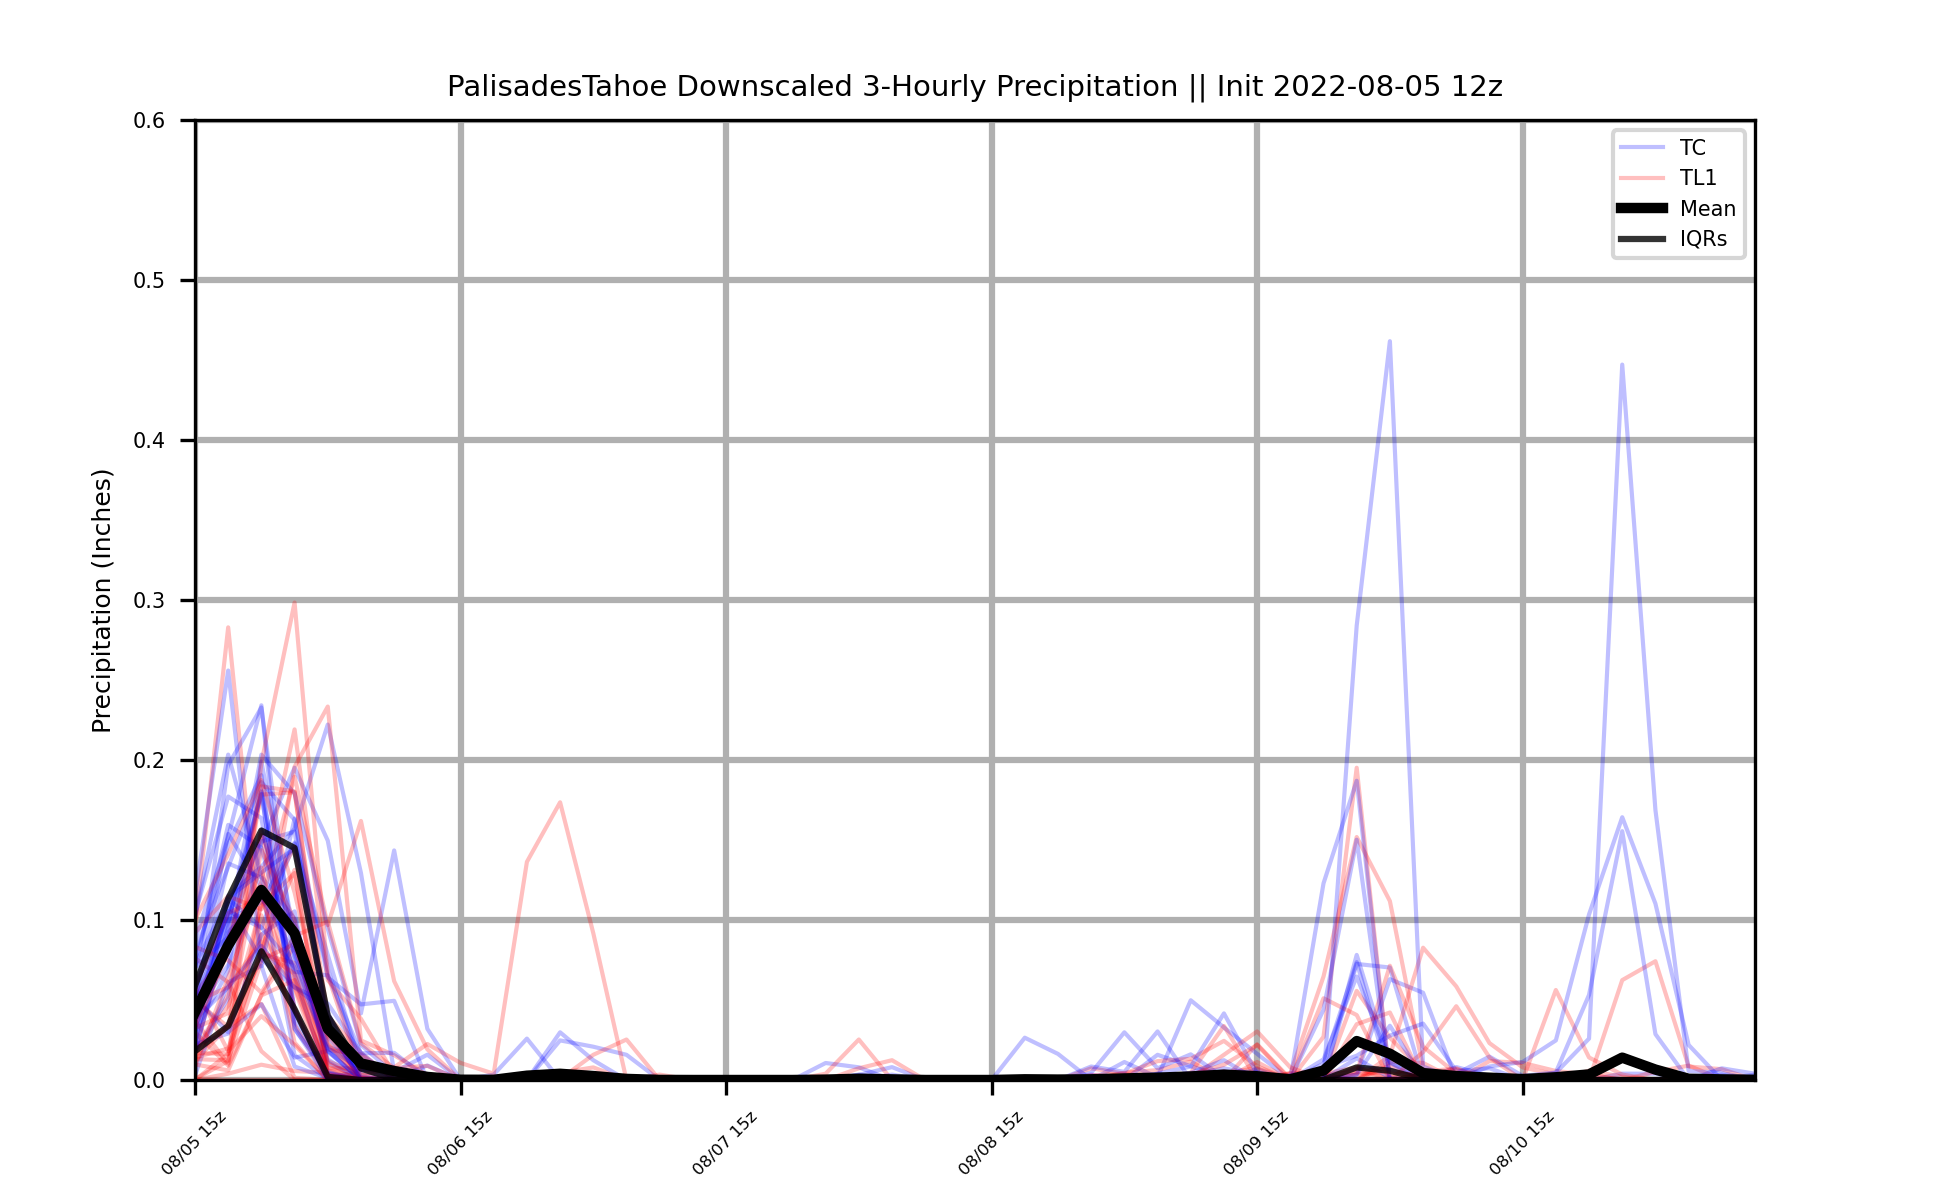 PalisadesTahoe Downscaled 3-Hourly Precipitation || Init 2022-08-05 12z
0.6
0.5
0.4
0.3
0.2
0.1
0.0
Precipitation (Inches)
TC
TL1
Mean
IQRs
08/05 15z
08/06 15z
08/07 15z
08/08 15z
08/09 15z
08/10 15z